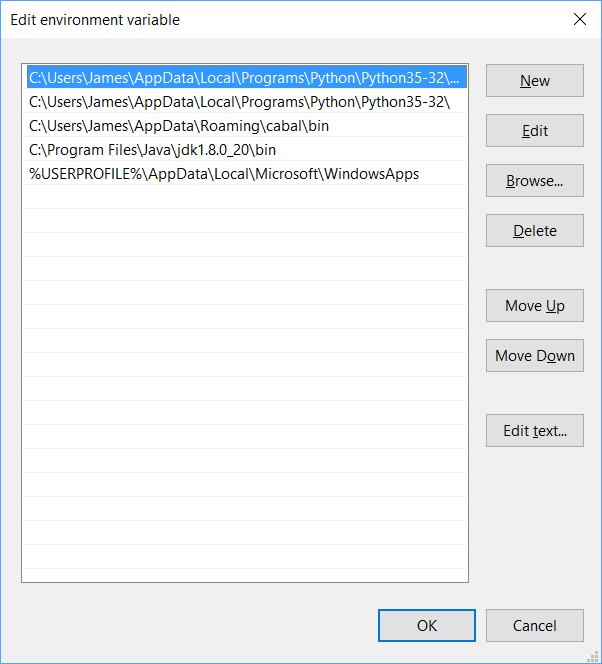 Edit environment variable
C:\Users\James\AppData\Local\Programs\Python\Python35-32\...
C:\Users\James\AppData\Local\Programs\Python\Python35-32\
C:\Users\James\AppData\Roaming\cabal\bin
C:\Program Files\Java\jdk1.8.0_20\bin
%USERPROFILE%\AppData\Local\Microsoft\WindowsApps
New
Edit
Browse...
Delete
Move Up
Move Down
Edit text...
OK
Cancel